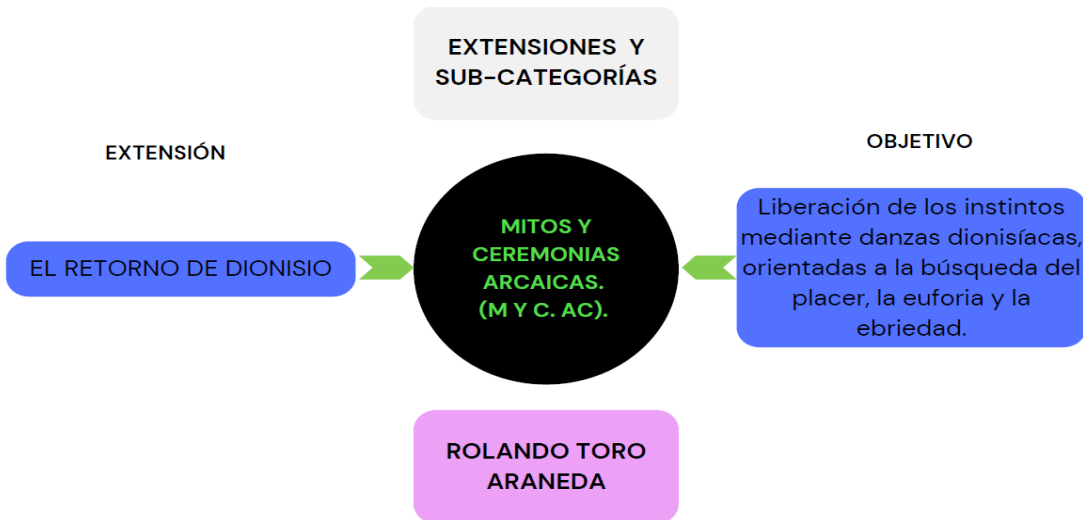 EXTENSIONES Y
SUB-CATEGORÍAS
EXTENSIÓN
OBJETIVO
EL RETORNO DE DIONISIO
MITOS Y
CEREMONIAS
ARCAICAS.
(M Y C. AC).
Liberación de los instintos
mediante danzas dionisíacas,
orientadas a la búsqueda del
placer, la euforia y la
ebriedad.
ROLANDO TORO
ARANEDA